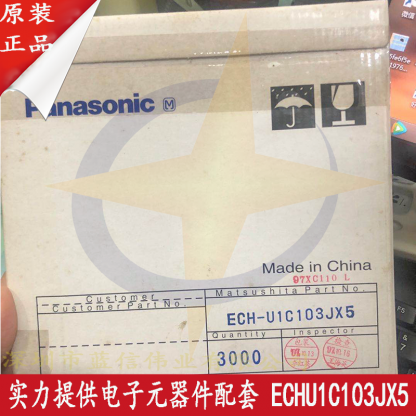 原装
正品
Panasonic M
Made in China
97XC110 L
Customer
Customer Part No.
Matsushita Part No.
ECH-U1C103JX5
Quantity
Inspector
3000
实力提供电子元器件配套 ECHU1C103JX5